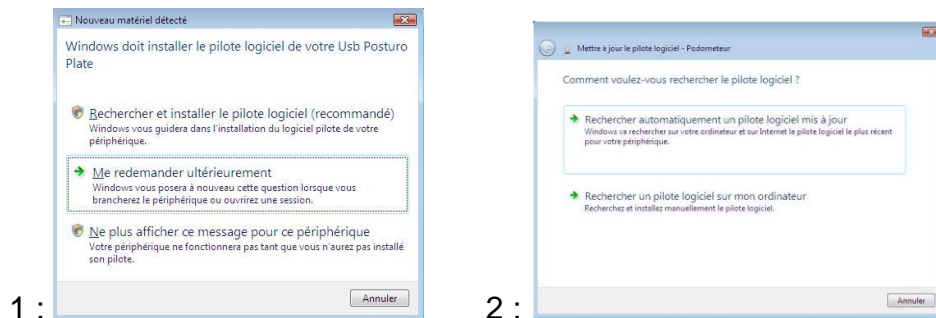 Nouveau matériel détecté
Windows doit installer le pilote logiciel de votre Usb Posturo
Plate
Rechercher et installer le pilote logiciel (recommandé)
Windows vous guidera dans l'installation du logiciel pilote de votre
périphérique.
Me redemander ultérieurement
Windows vous posera à nouveau cette question lorsque vous
brancherez le périphérique ou ouvrirez une session.
Ne plus afficher ce message pour ce périphérique
Votre périphérique ne fonctionnera pas tant que vous n'aurez pas installé
son pilote.
Annuler
1 :
Mettre à jour le pilote logiciel - Podometeur
Comment voulez-vous rechercher le pilote logiciel ?
Rechercher automatiquement un pilote logiciel mis à jour
Windows va rechercher sur votre ordinateur et sur Internet le pilote logiciel le plus récent
pour votre périphérique.
Rechercher un pilote logiciel sur mon ordinateur
Recherchez et installez manuellement le pilote logiciel.
Annuler
2 :